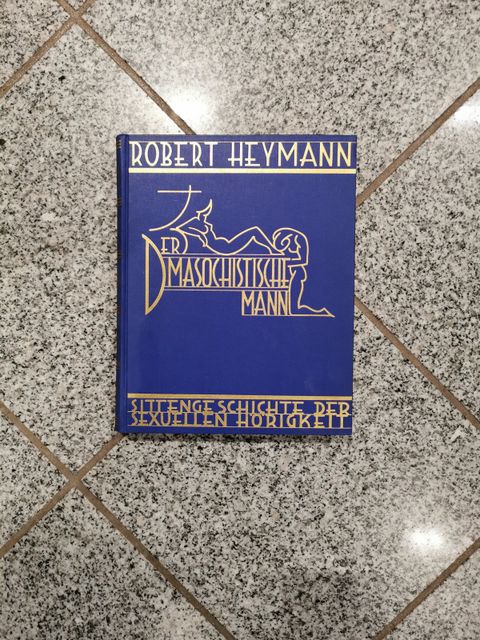 ROBERT HEYMANN
DER
MASOCHISTISCHE
MANN
SITTENGESCHICHTE DER
SEXUELLEN HÖRIGKEIT